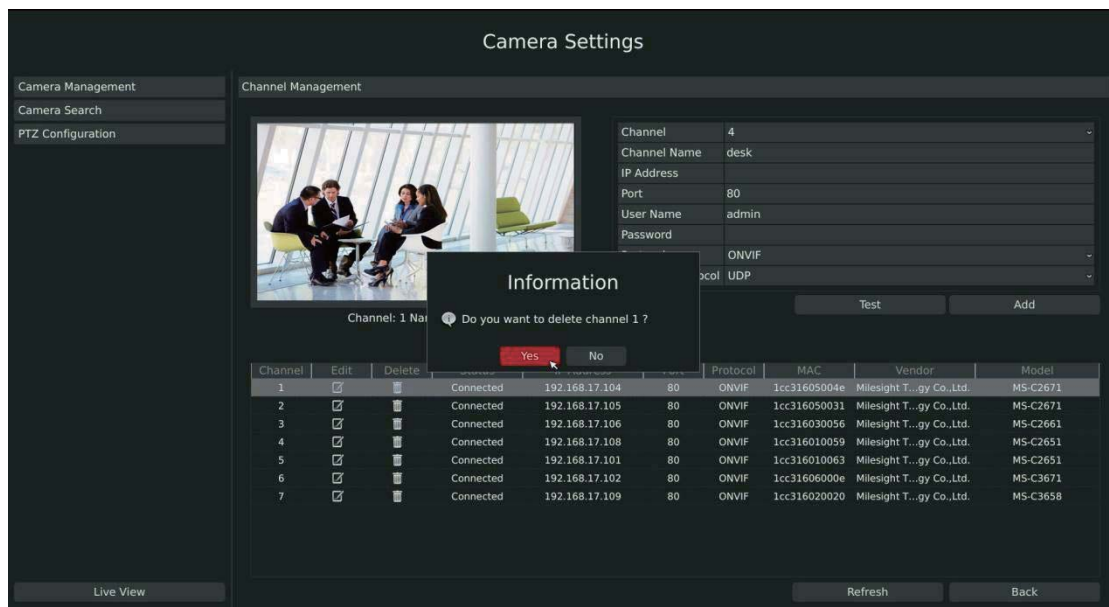 Camera Settings
Camera Management
Camera Search
PTZ Configuration
Channel Management
Channel 4
Channel Name desk
IP Address
Port 80
User Name admin
Password
ONVIF
ocol UDP
Test Add
Channel: 1 Nar
Information
Do you want to delete channel 1 ?
Yes No
Channel Edit Delete Status IP Address Port Protocol MAC Vendor Model
1 Connected 192.168.17.104 80 ONVIF 1cc31605004e Milesight T...gy Co.,Ltd. MS-C2671
2 Connected 192.168.17.105 80 ONVIF 1cc316050031 Milesight T...gy Co.,Ltd. MS-C2671
3 Connected 192.168.17.106 80 ONVIF 1cc316030056 Milesight T...gy Co.,Ltd. MS-C2661
4 Connected 192.168.17.108 80 ONVIF 1cc316010059 Milesight T...gy Co.,Ltd. MS-C2651
5 Connected 192.168.17.101 80 ONVIF 1cc316010063 Milesight T...gy Co.,Ltd. MS-C2651
6 Connected 192.168.17.102 80 ONVIF 1cc31606000e Milesight T...gy Co.,Ltd. MS-C3671
7 Connected 192.168.17.109 80 ONVIF 1cc316020020 Milesight T...gy Co.,Ltd. MS-C3658
Live View
Refresh Back